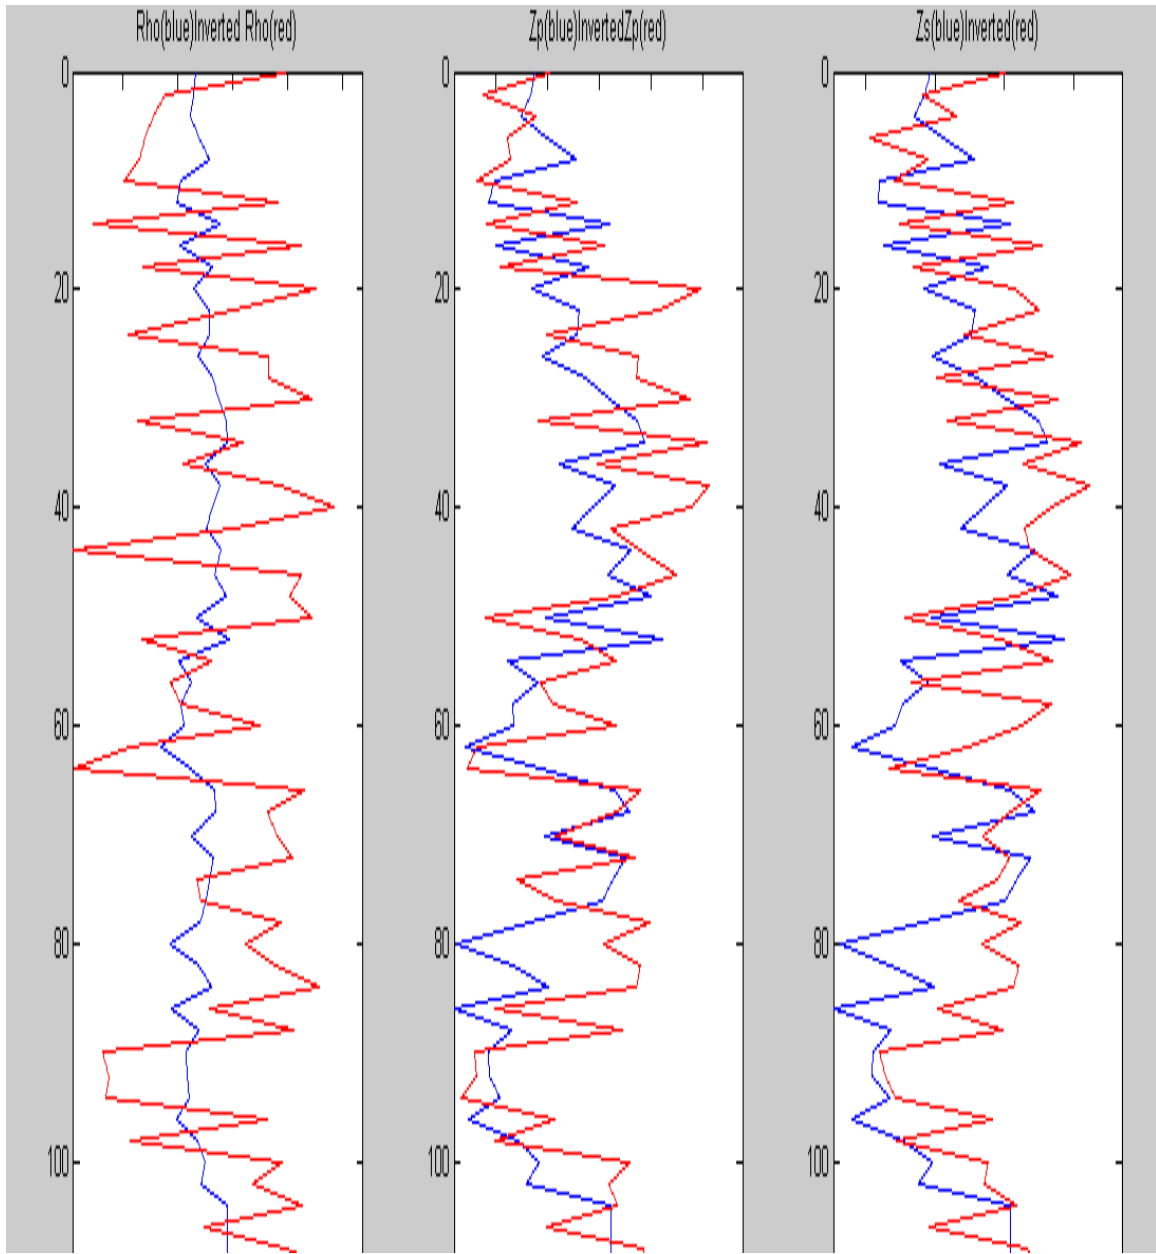 Rho(blue)Inverted Rho(red)
Zp(blue)InvertedZp(red)
Zs(blue)Inverted(red)
0 0 0
20 20 20
40 40 40
60 60 60
80 80 80
100 100 100